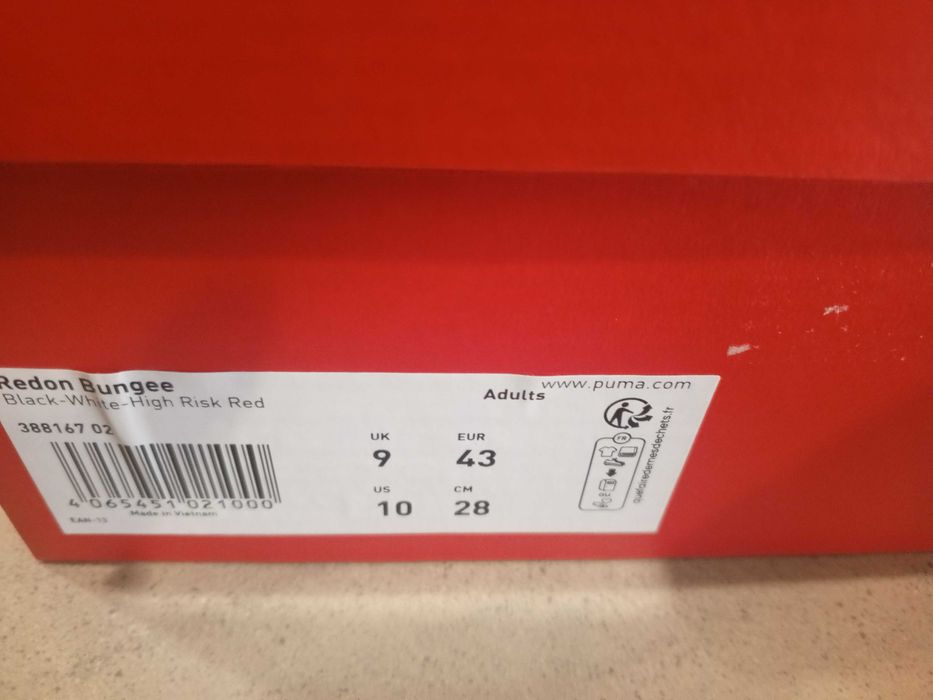 Redon Bungee
Black-White-High Risk Red
388167 02
4 065451 021000
EAN-13
Made in Vietnam
UK
9
EUR
43
US
10
CM
28
Adults
www.puma.com
FR
quefairedemesdechets.fr